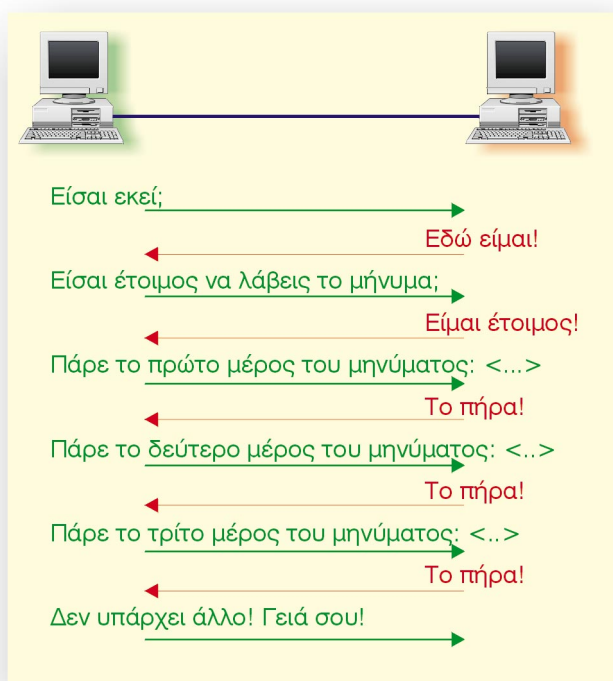 Είσαι εκεί;
Εδώ είμαι!
Είσαι έτοιμος να λάβεις το μήνυμα;
Είμαι έτοιμος!
Πάρε το πρώτο μέρος του μηνύματος: <...>
Το πήρα!
Πάρε το δεύτερο μέρος του μηνύματος: <..>
Το πήρα!
Πάρε το τρίτο μέρος του μηνύματος: <..>
Το πήρα!
Δεν υπάρχει άλλο! Γειά σου!